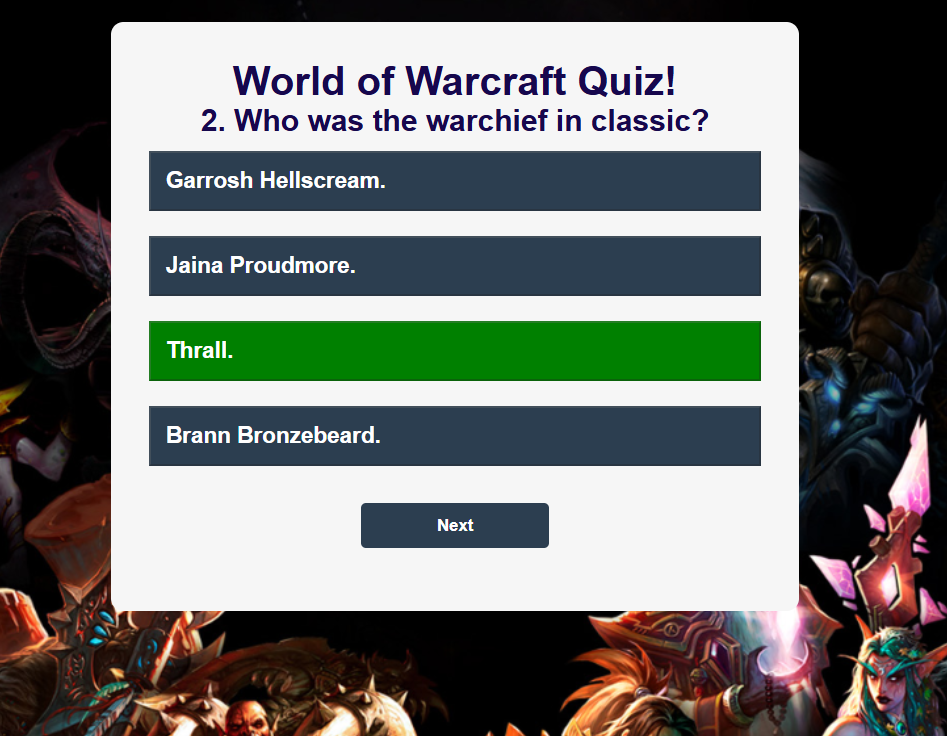 World of Warcraft Quiz!
2. Who was the warchief in classic?
Garrosh Hellscream.
Jaina Proudmore.
Thrall.
Brann Bronzebeard.
Next